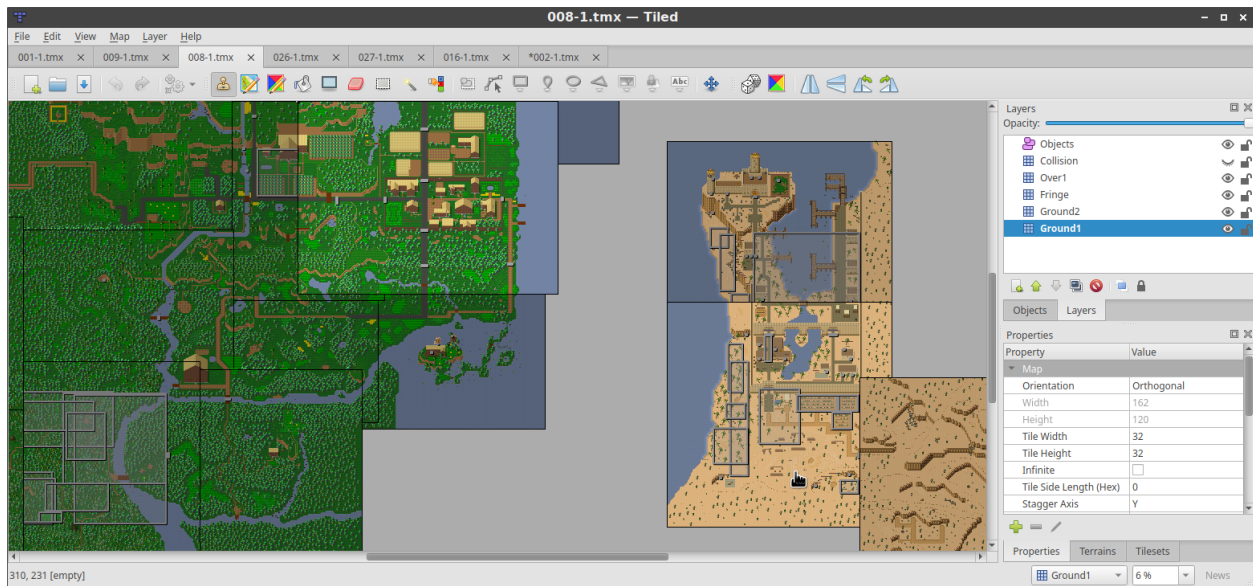 008-1.tmx — Tiled
File Edit View Map Layer Help
001-1.tmx 009-1.tmx 008-1.tmx 026-1.tmx 027-1.tmx 016-1.tmx *002-1.tmx
Abc
Layers
Opacity:
Objects
Collision
Over1
Fringe
Ground2
Ground1
Objects Layers
Properties
Property Value
Map
Orientation Orthogonal
Width 162
Height 120
Tile Width 32
Tile Height 32
Infinite
Tile Side Length (Hex) 0
Stagger Axis Y
Properties Terrains Tilesets
310, 231 [empty] Ground1 6 % News